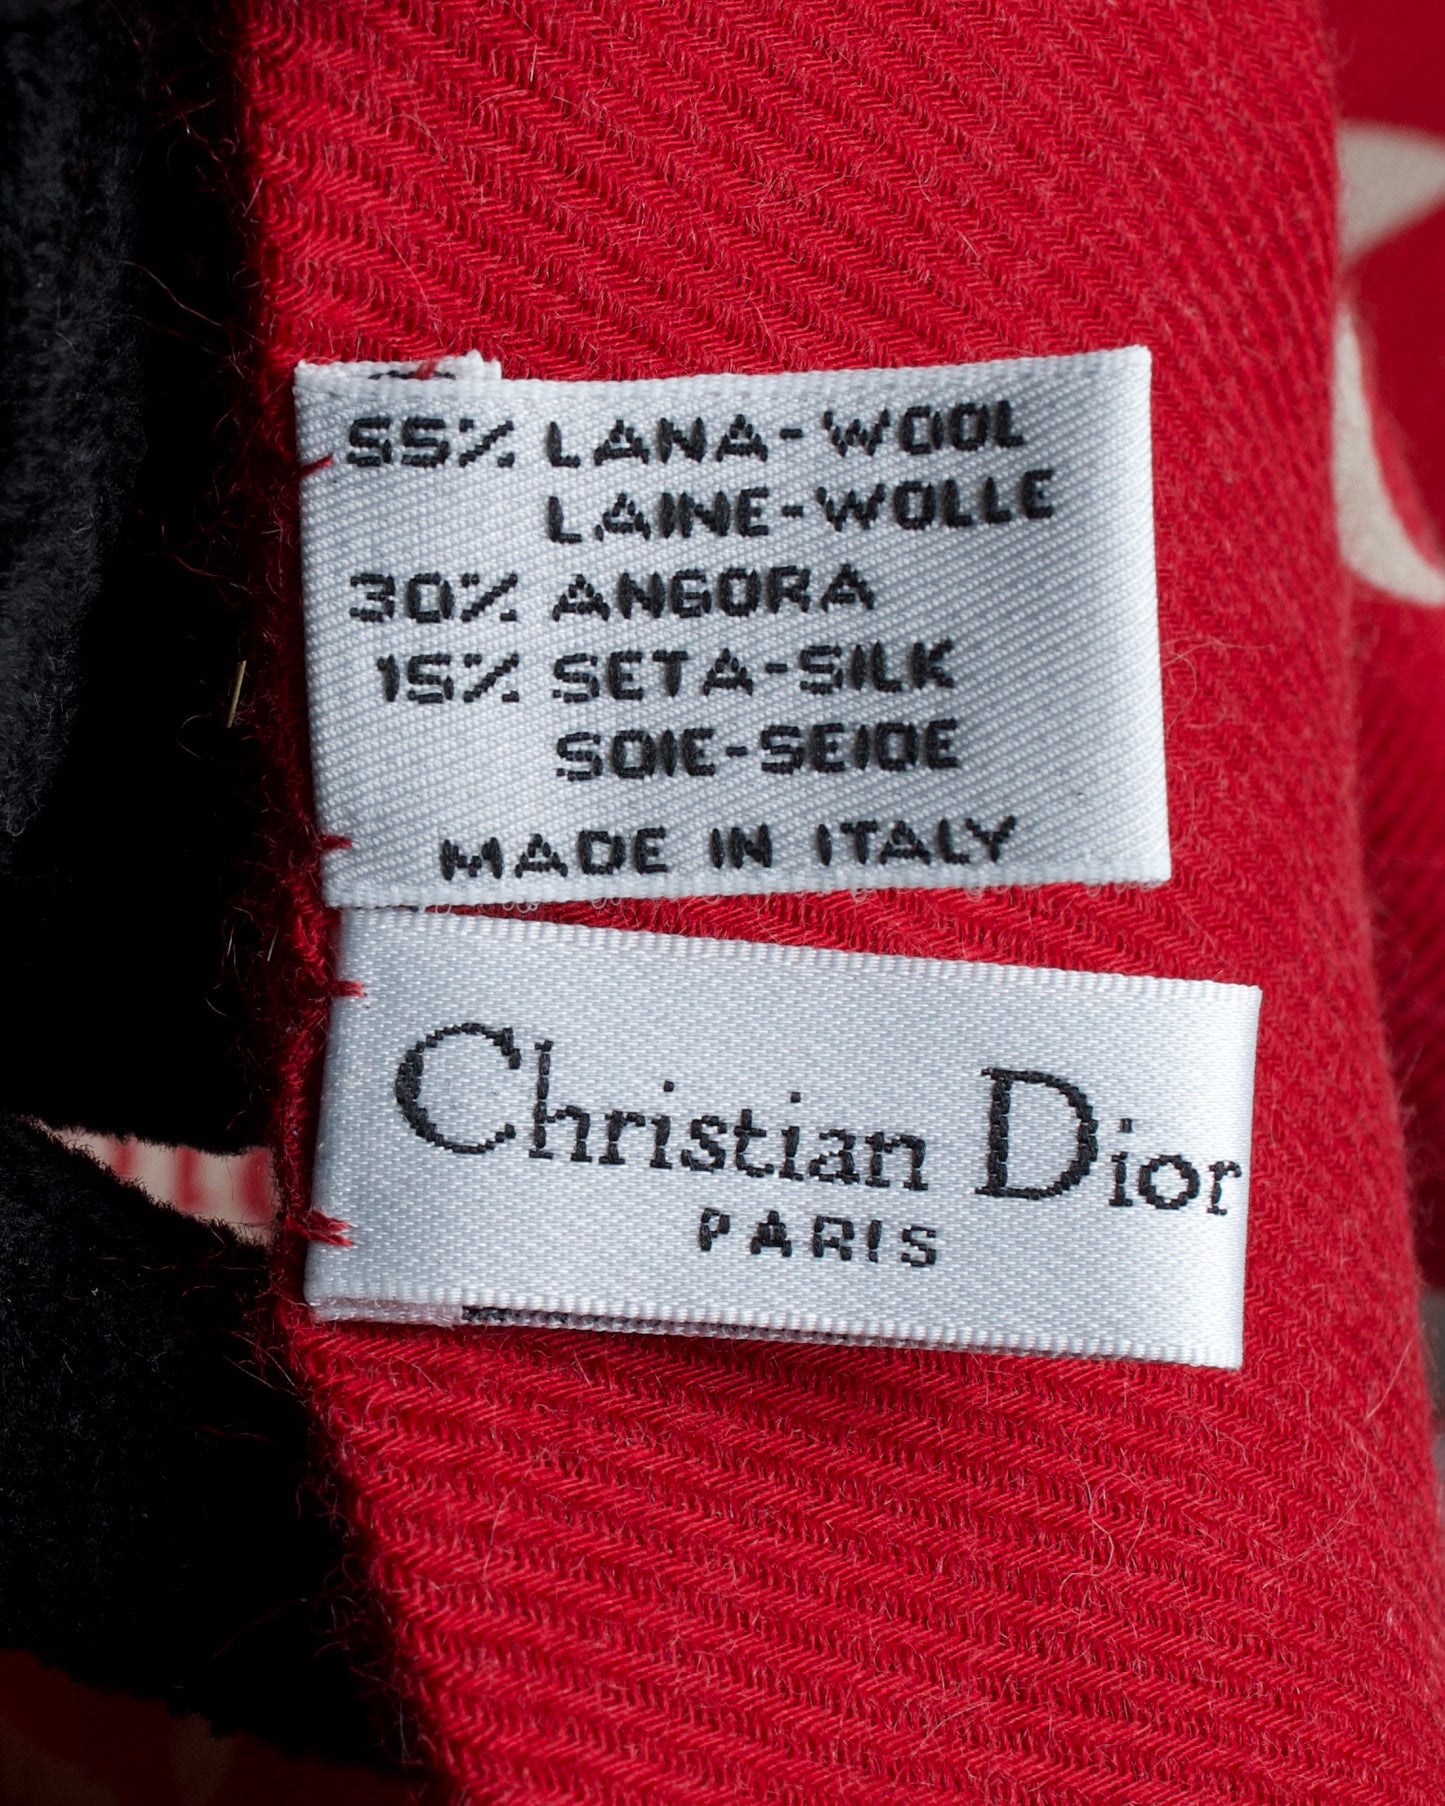 55% LANA-WOOL
LAINE-WOLLE
30% ANGORA
15% SETA-SILK
SOIE-SEIDE
MADE IN ITALY
Christian Dior
PARIS